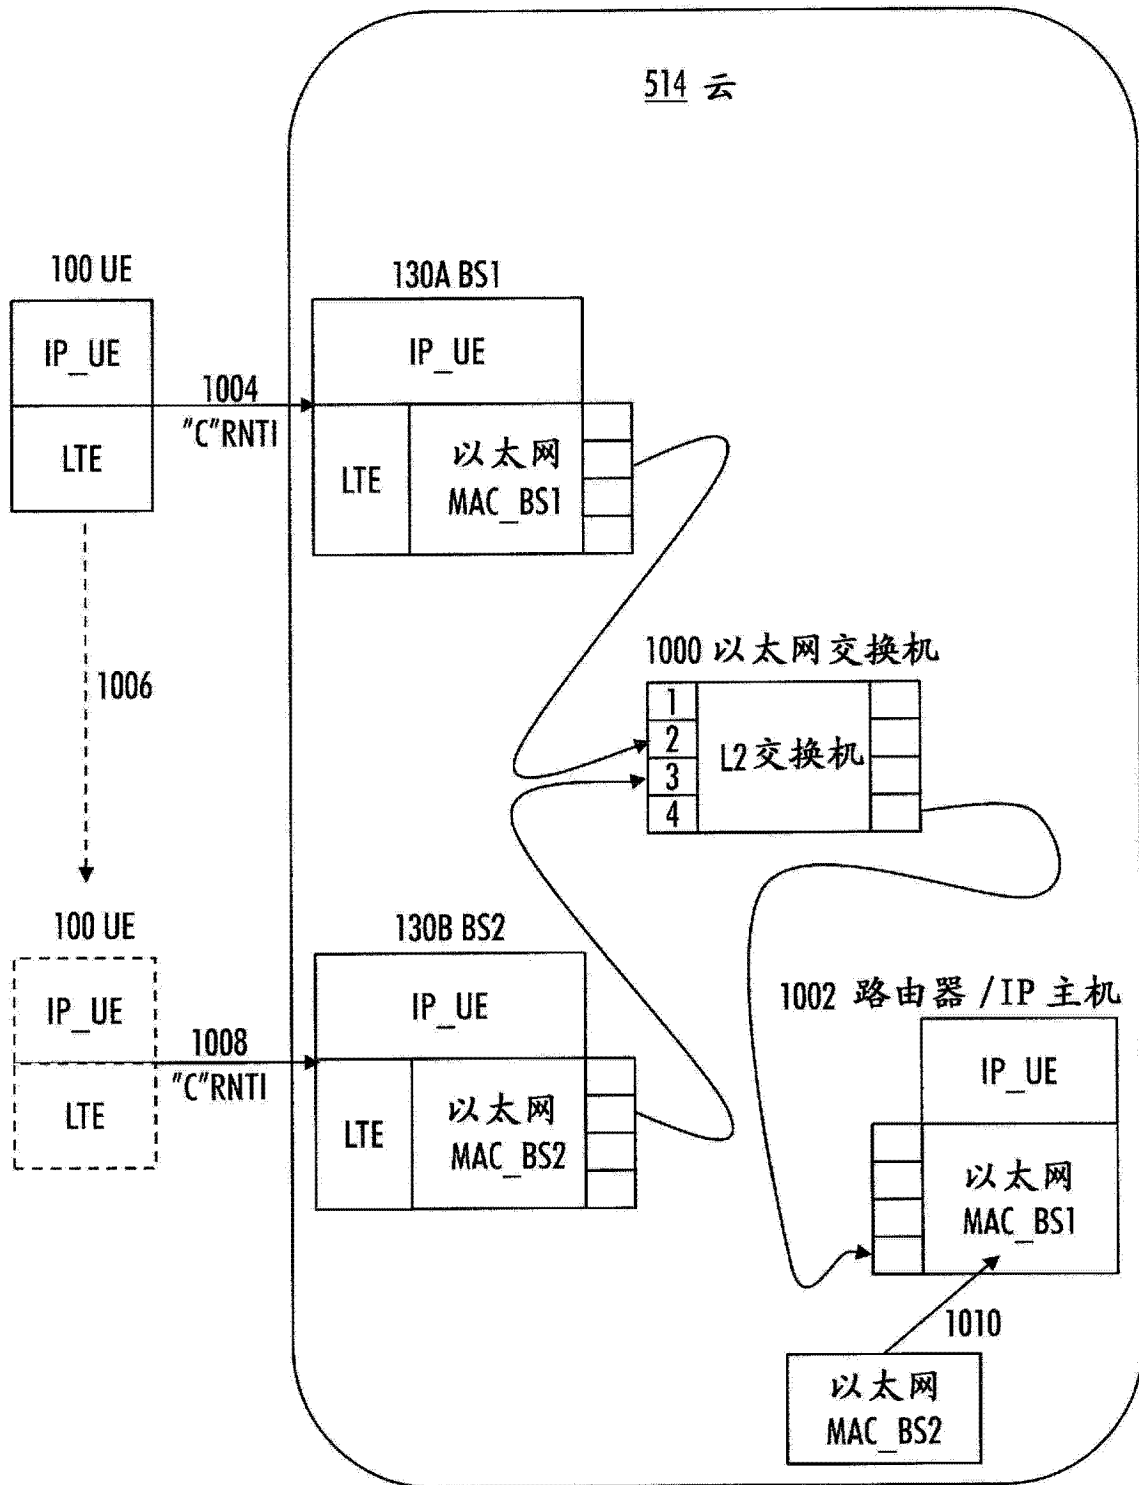 514 云
100 UE
IP_UE
LTE
1004
"C"RNTI
130A BS1
IP_UE
LTE
以太网
MAC_BS1
1006
1000 以太网交换机
1
2
3
4
L2交换机
100 UE
IP_UE
LTE
1008
"C"RNTI
130B BS2
IP_UE
LTE
以太网
MAC_BS2
1002 路由器 /IP 主机
IP_UE
以太网
MAC_BS1
1010
以太网
MAC_BS2